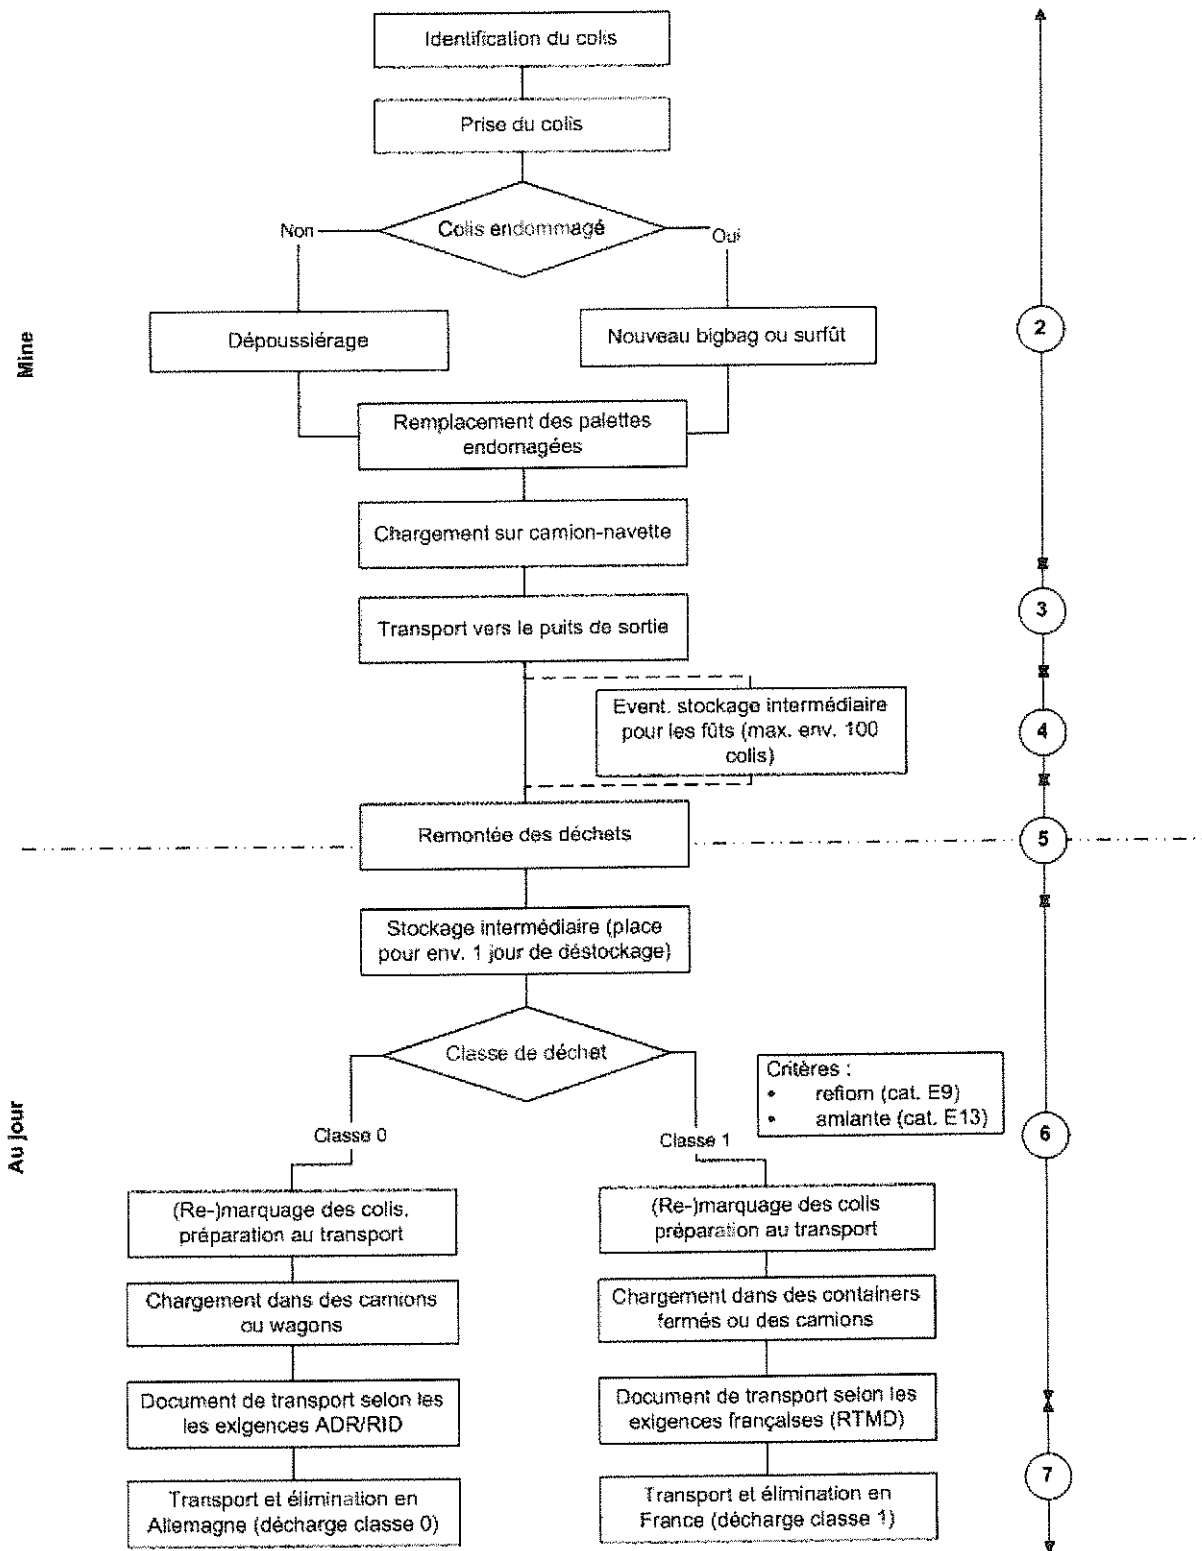 Identification du colis
Prise du colis
Colis endommagé
Non
Oui
Mine
Dépoussiérage
Nouveau bigbag ou surfût
2
Remplacement des palettes
endomagées
Chargement sur camion-navette
3
Transport vers le puits de sortie
Event. stockage intermédiaire
pour les fûts (max. env. 100
colis)
4
Remontée des déchets
5
Stockage intermédiaire (place
pour env. 1 jour de déstockage)
Classe de déchet
Critères :
• refiom (cat. E9)
• amiante (cat. E13)
Au jour
Classe 0
Classe 1
6
(Re-)marquage des colis,
préparation au transport
(Re-)marquage des colis
préparation au transport
Chargement dans des camions
ou wagons
Chargement dans des containers
fermés ou des camions
Document de transport selon les
les exigences ADR/RID
Document de transport selon les
exigences françaises (RTMD)
7
Transport et élimination en
Allemagne (décharge classe 0)
Transport et élimination en
France (décharge classe 1)